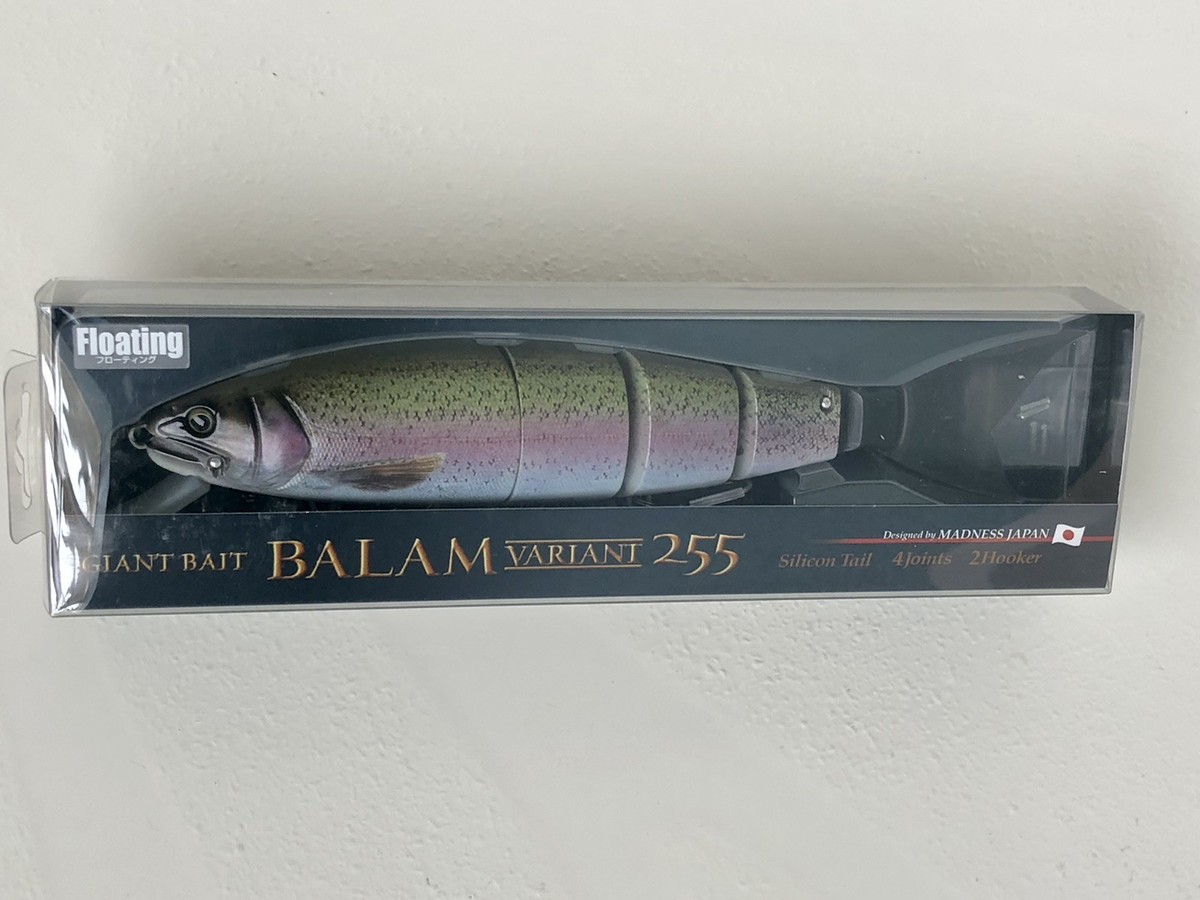 Floating
フローティング
GIANT BAIT BALAM VARIANT 255
Designed by MADNESS JAPAN
Silicon Tail 4Joints 2Hooker